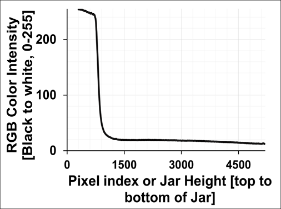 RGB Color Intensity
[Black to white, 0-255]
200
100
0
0
1500
3000
4500
Pixel index or Jar Height [top to
bottom of Jar]